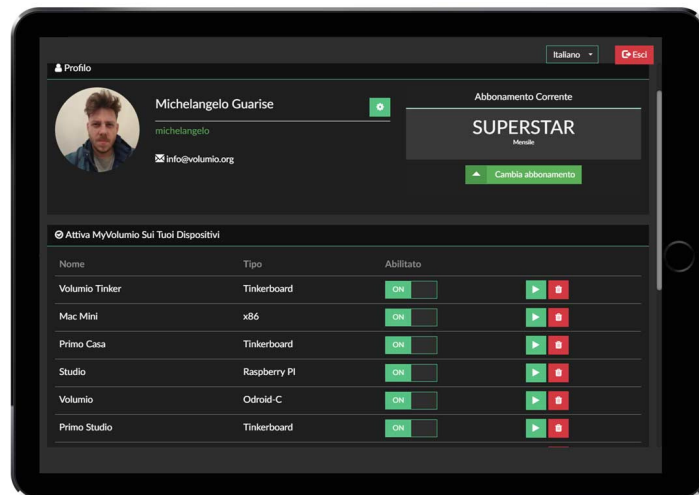 Italiano
Esci
Profilo
Michelangelo Guarise
michelangelo
info@volumio.org
Abbonamento Corrente
SUPERSTAR
Mensile
Cambia abbonamento
Attiva MyVolumio Sui Tuoi Dispositivi
Nome Tipo Abilitato
Volumio Tinker Tinkerboard ON
Mac Mini x86 ON
Primo Casa Tinkerboard ON
Studio Raspberry PI ON
Volumio Odroid-C ON
Primo Studio Tinkerboard ON